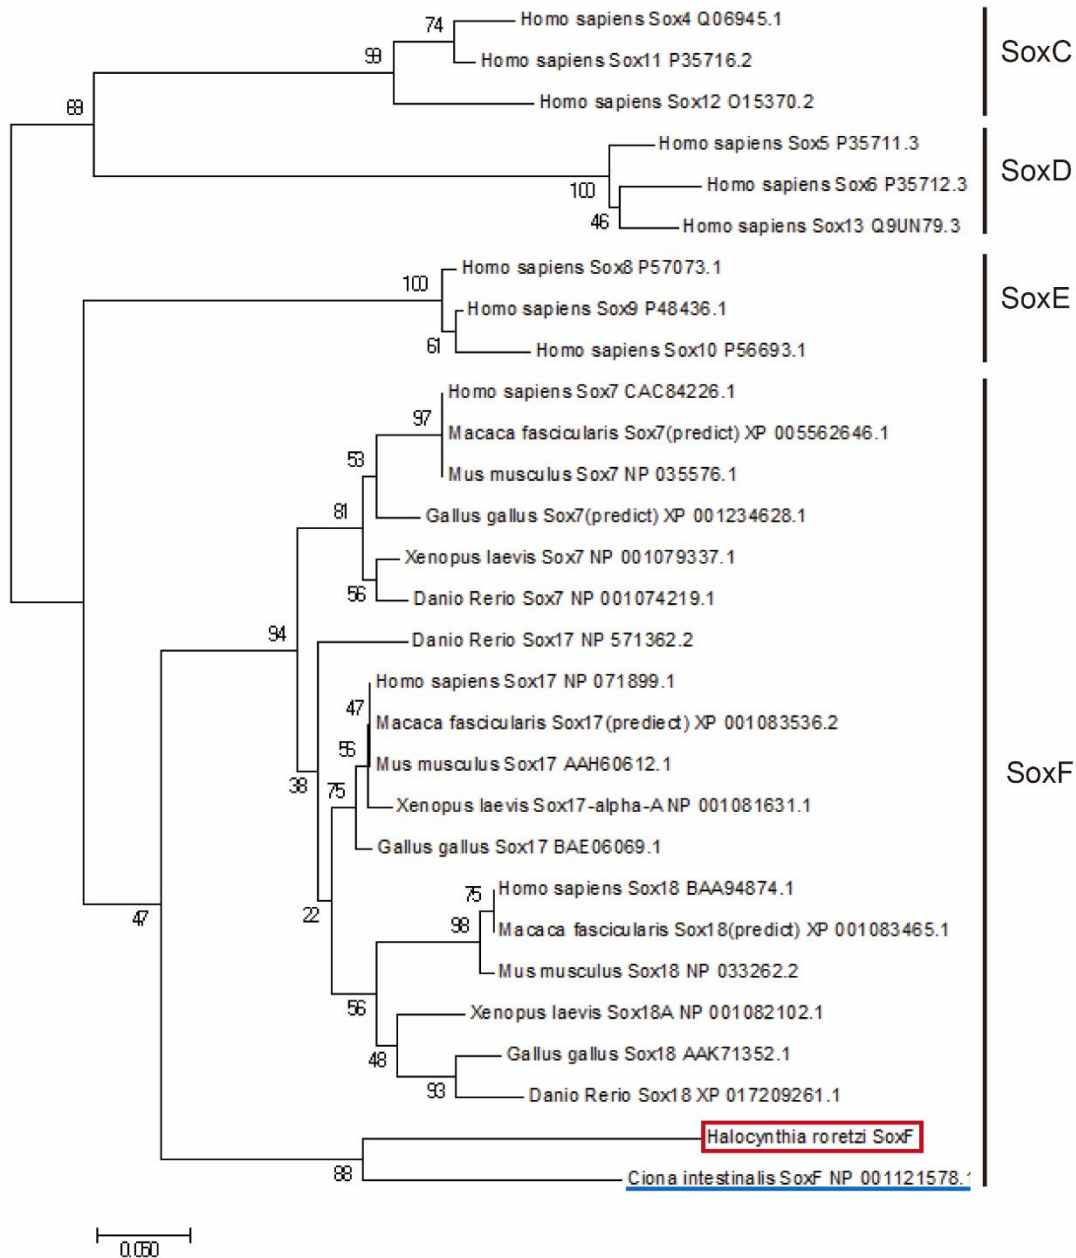 Homo sapiens Sox4 Q06945.1
74
Homo sapiens Sox11 P35716.2
99
SoxC
Homo sapiens Sox12 O15370.2
69
Homo sapiens Sox5 P35711.3
SoxD
Homo sapiens Sox6 P35712.3
100
Homo sapiens Sox13 Q9UN79.3
46
Homo sapiens Sox8 P57073.1
100
SoxE
Homo sapiens Sox9 P48436.1
61
Homo sapiens Sox10 P56693.1
Homo sapiens Sox7 CAC84226.1
97
Macaca fascicularis Sox7(predict) XP 005562646.1
53
Mus musculus Sox7 NP 035576.1
81
Gallus gallus Sox7(predict) XP 001234628.1
Xenopus laevis Sox7 NP 001079337.1
56
Danio Rerio Sox7 NP 001074219.1
94
Danio Rerio Sox17 NP 571362.2
Homo sapiens Sox17 NP 071899.1
47
Macaca fascicularis Sox17(prediect) XP 001083536.2
56
Mus musculus Sox17 AAH60612.1
SoxF
38
75
Xenopus laevis Sox17-alpha-A NP 001081631.1
Gallus gallus Sox17 BAE06069.1
Homo sapiens Sox18 BAA94874.1
75
22
98
Macaca fascicularis Sox18(predict) XP 001083465.1
47
Mus musculus Sox18 NP 033262.2
56
Xenopus laevis Sox18A NP 001082102.1
48
Gallus gallus Sox18 AAK71352.1
93
Danio Rerio Sox18 XP 017209261.1
Halocynthia roretzi SoxF
88
Ciona intestinalis SoxF NP 001121578.1
0.050